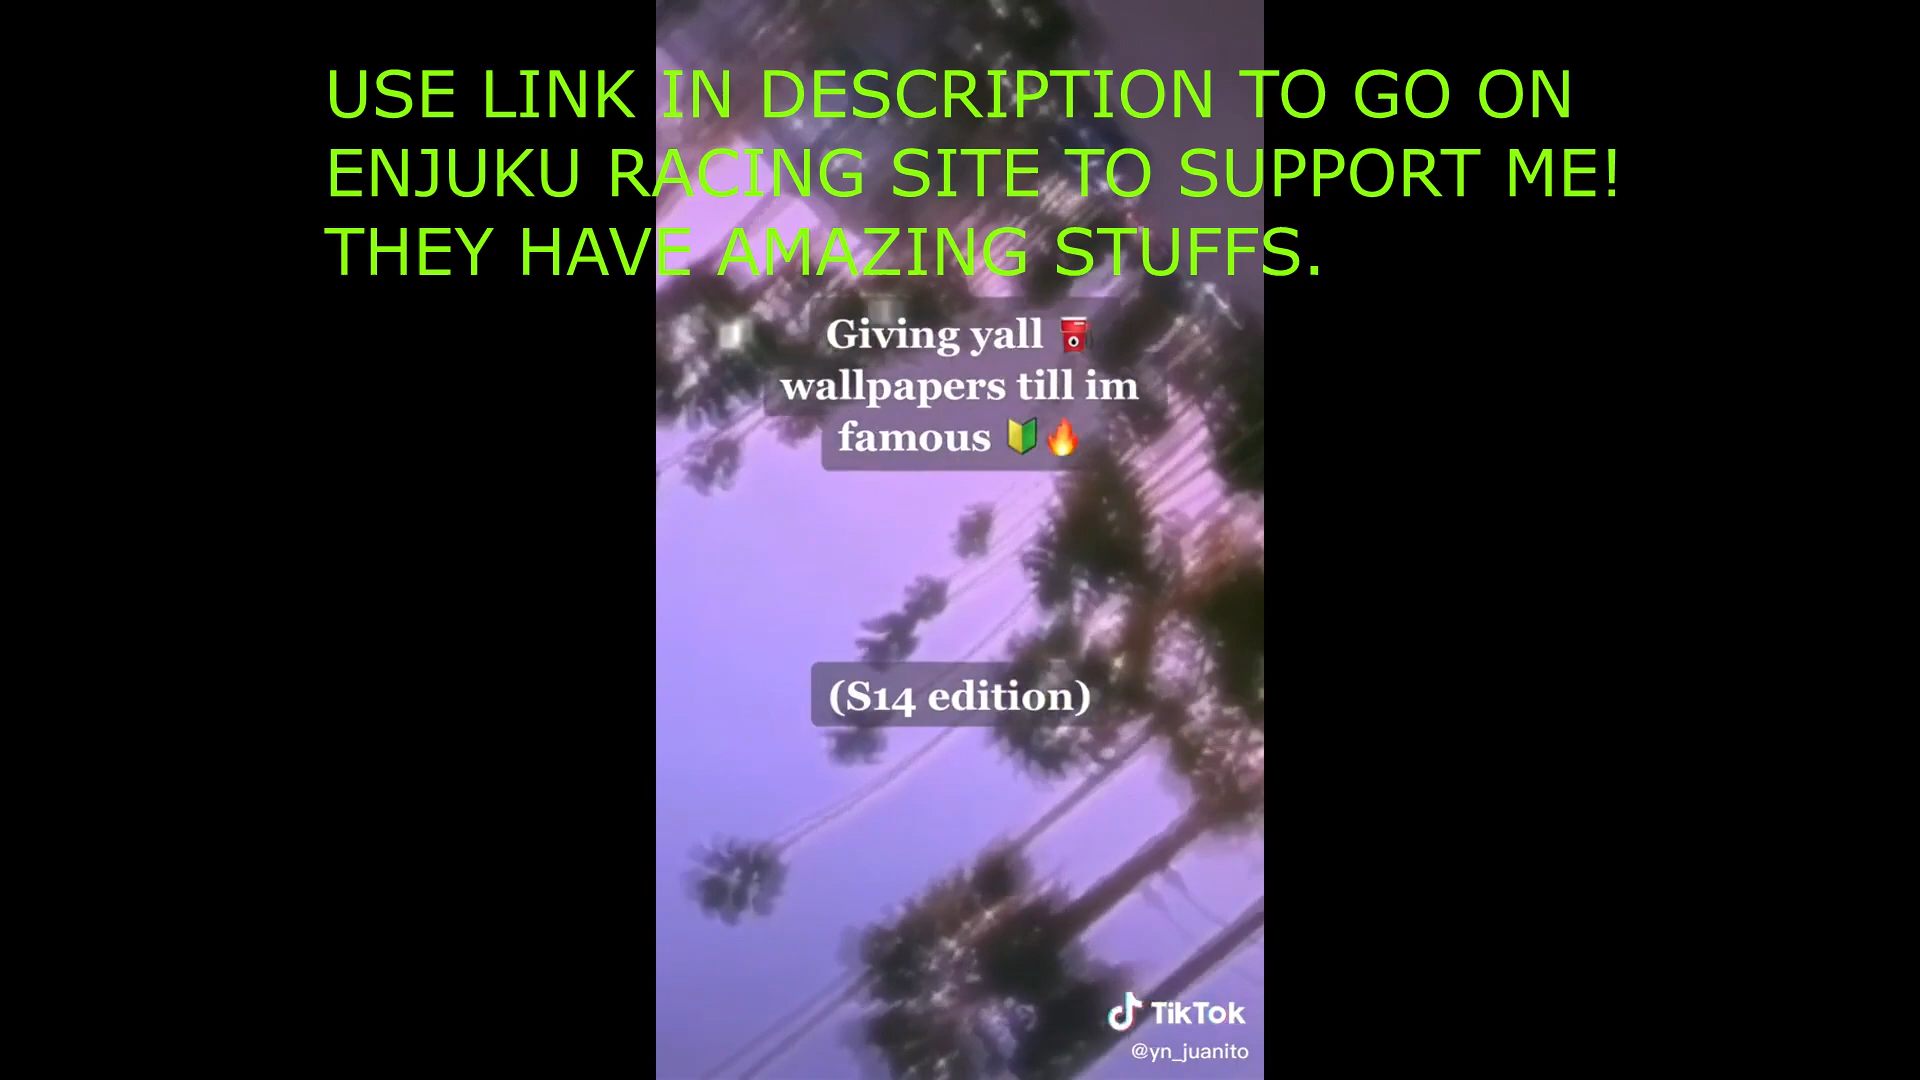 USE LINK IN DESCRIPTION TO GO ON
ENJUKU RACING SITE TO SUPPORT ME!
THEY HAVE AMAZING STUFFS.
Giving yall ⛽
wallpapers till im
famous 🔰🔥
(S14 edition)
TikTok
@yn_juanito